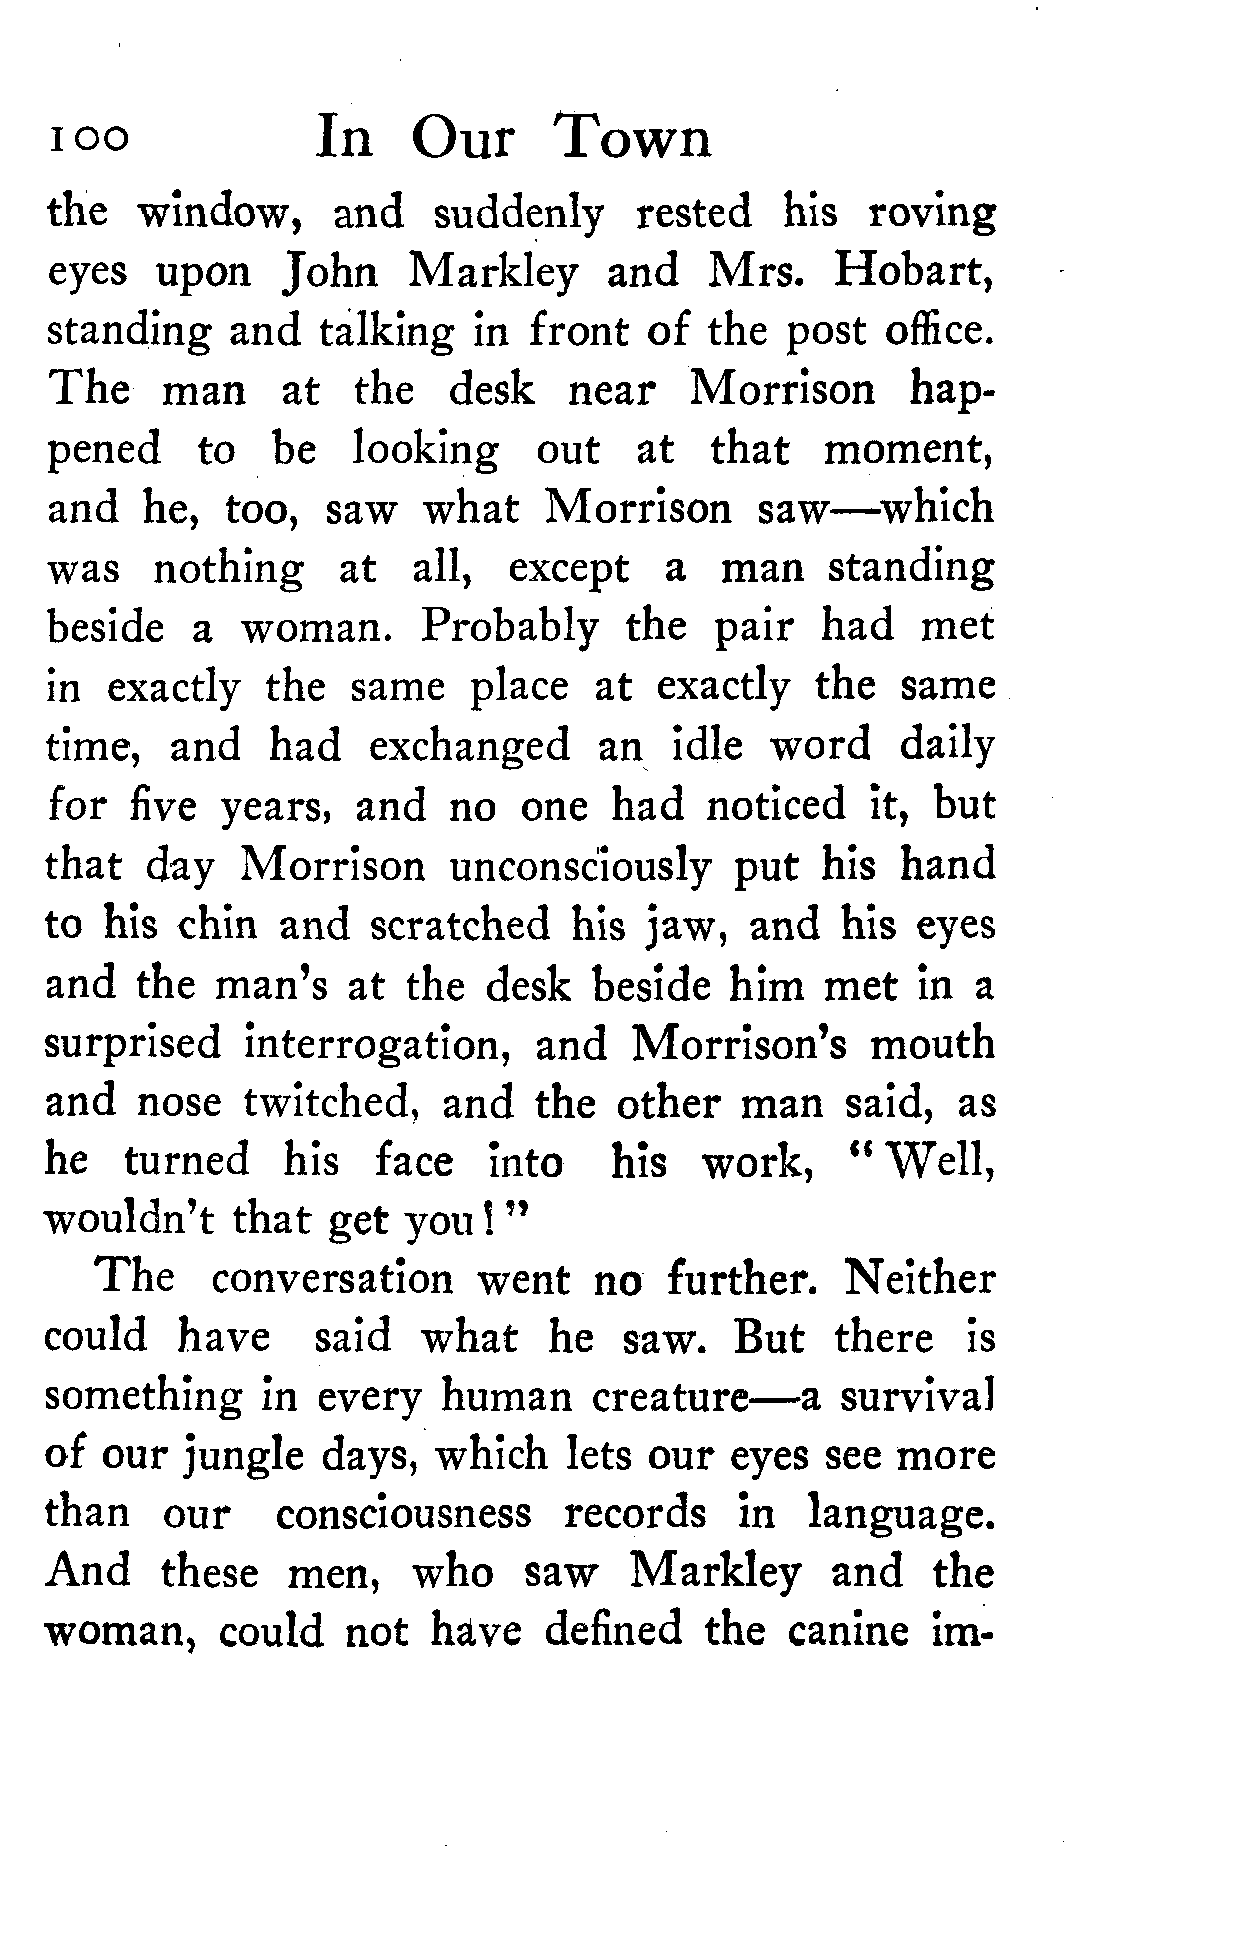 100 In Our Town
the window, and suddenly rested his roving
eyes upon John Markley and Mrs. Hobart,
standing and talking in front of the post office.
The man at the desk near Morrison hap-
pened to be looking out at that moment,
and he, too, saw what Morrison saw—which
was nothing at all, except a man standing
beside a woman. Probably the pair had met
in exactly the same place at exactly the same
time, and had exchanged an idle word daily
for five years, and no one had noticed it, but
that day Morrison unconsciously put his hand
to his chin and scratched his jaw, and his eyes
and the man's at the desk beside him met in a
surprised interrogation, and Morrison's mouth
and nose twitched, and the other man said, as
he turned his face into his work, “Well,
wouldn't that get you!”
The conversation went no further. Neither
could have said what he saw. But there is
something in every human creature—a survival
of our jungle days, which lets our eyes see more
than our consciousness records in language.
And these men, who saw Markley and the
woman, could not have defined the canine im-